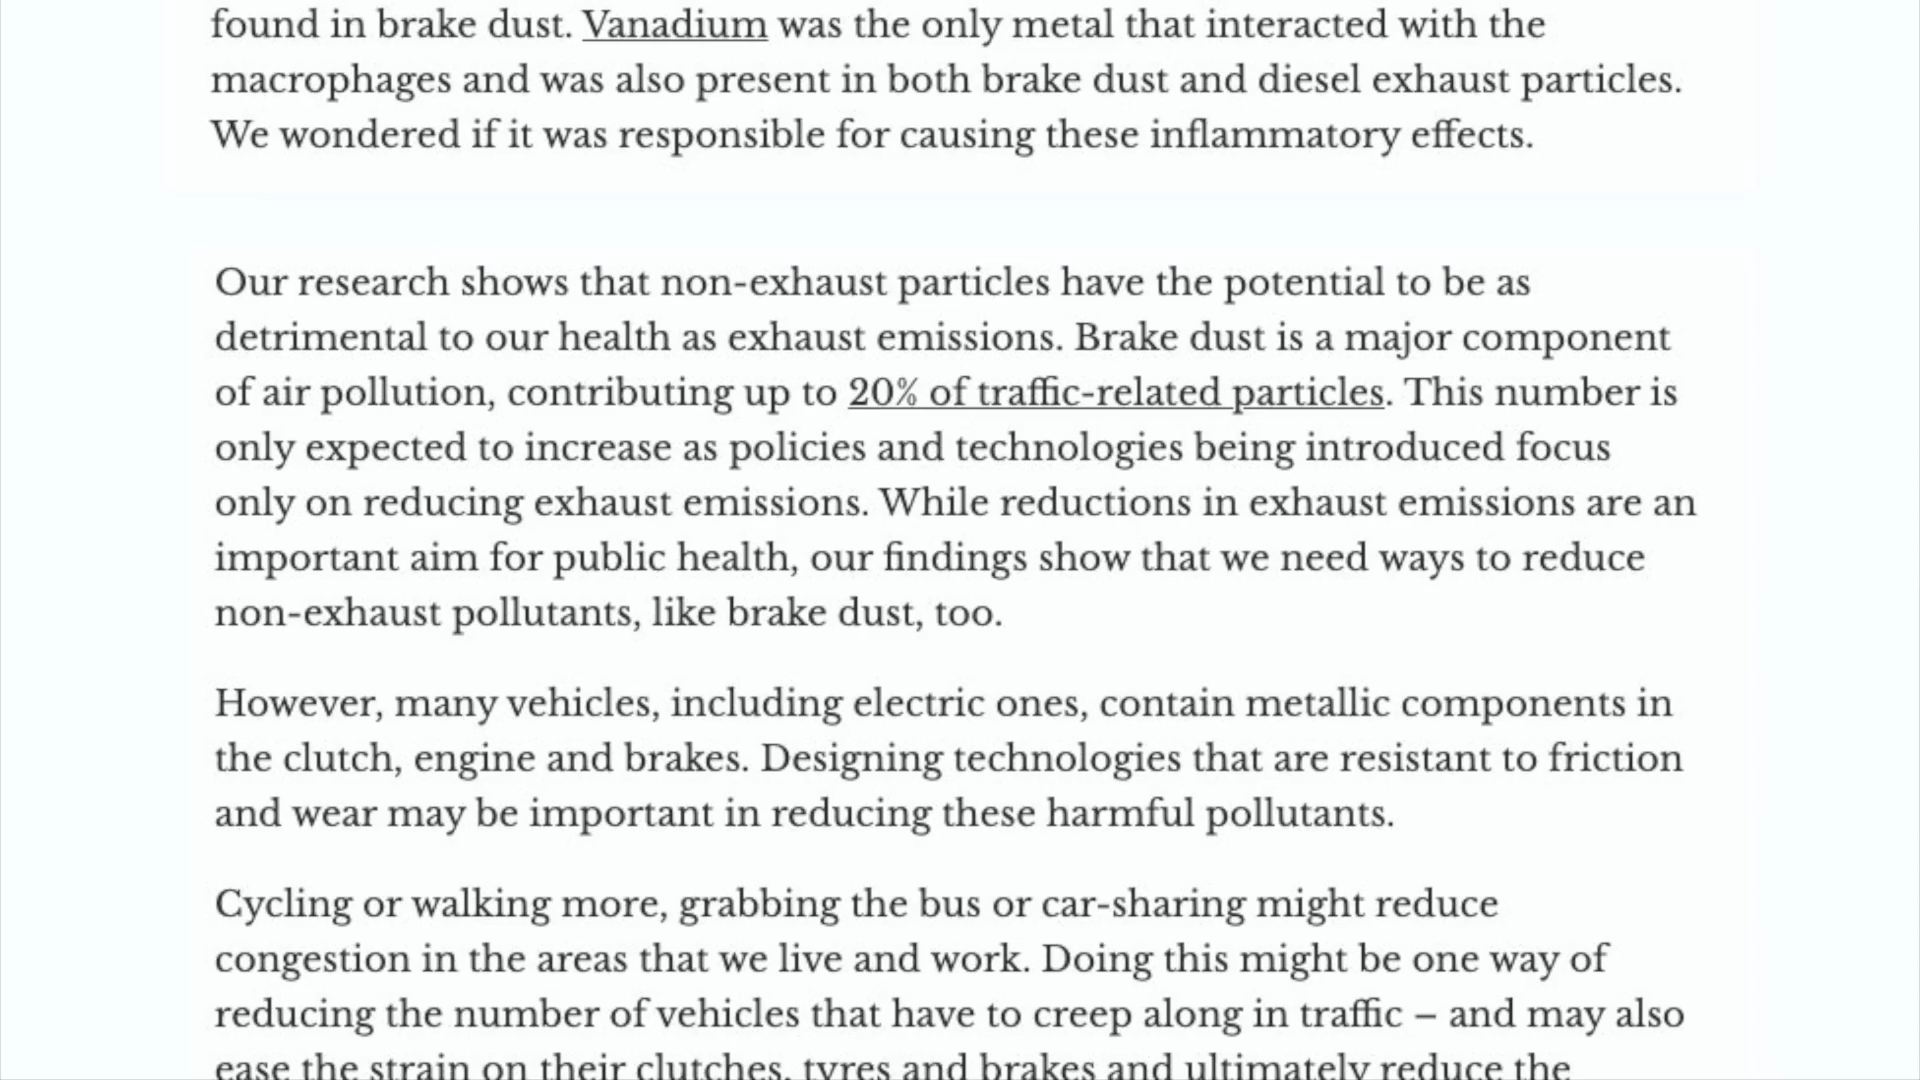 found in brake dust. Vanadium was the only metal that interacted with the
macrophages and was also present in both brake dust and diesel exhaust particles.
We wondered if it was responsible for causing these inflammatory effects.
Our research shows that non-exhaust particles have the potential to be as
detrimental to our health as exhaust emissions. Brake dust is a major component
of air pollution, contributing up to 20% of traffic-related particles. This number is
only expected to increase as policies and technologies being introduced focus
only on reducing exhaust emissions. While reductions in exhaust emissions are an
important aim for public health, our findings show that we need ways to reduce
non-exhaust pollutants, like brake dust, too.
However, many vehicles, including electric ones, contain metallic components in
the clutch, engine and brakes. Designing technologies that are resistant to friction
and wear may be important in reducing these harmful pollutants.
Cycling or walking more, grabbing the bus or car-sharing might reduce
congestion in the areas that we live and work. Doing this might be one way of
reducing the number of vehicles that have to creep along in traffic – and may also
ease the strain on their clutches, tyres and brakes and ultimately reduce the